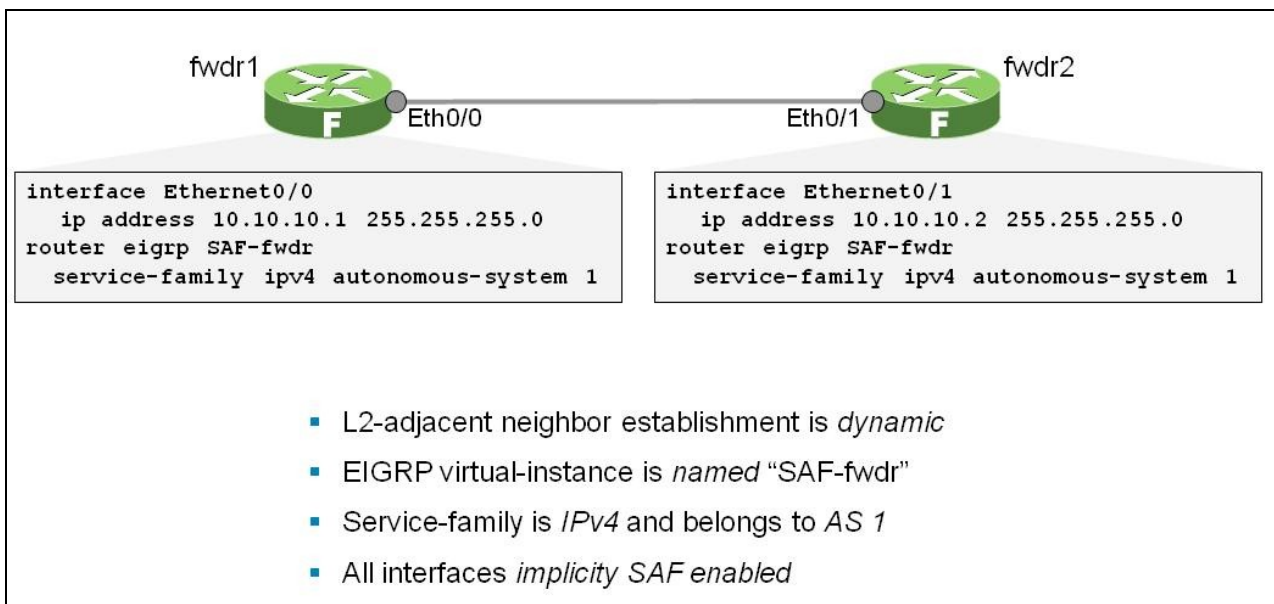 fwdr1
fwdr2
F
Eth0/0
Eth0/1
F
interface Ethernet0/0
ip address 10.10.10.1 255.255.255.0
router eigrp SAF-fwdr
service-family ipv4 autonomous-system 1
interface Ethernet0/1
ip address 10.10.10.2 255.255.255.0
router eigrp SAF-fwdr
service-family ipv4 autonomous-system 1
▪ L2-adjacent neighbor establishment is dynamic
▪ EIGRP virtual-instance is named “SAF-fwdr”
▪ Service-family is IPv4 and belongs to AS 1
▪ All interfaces implicity SAF enabled